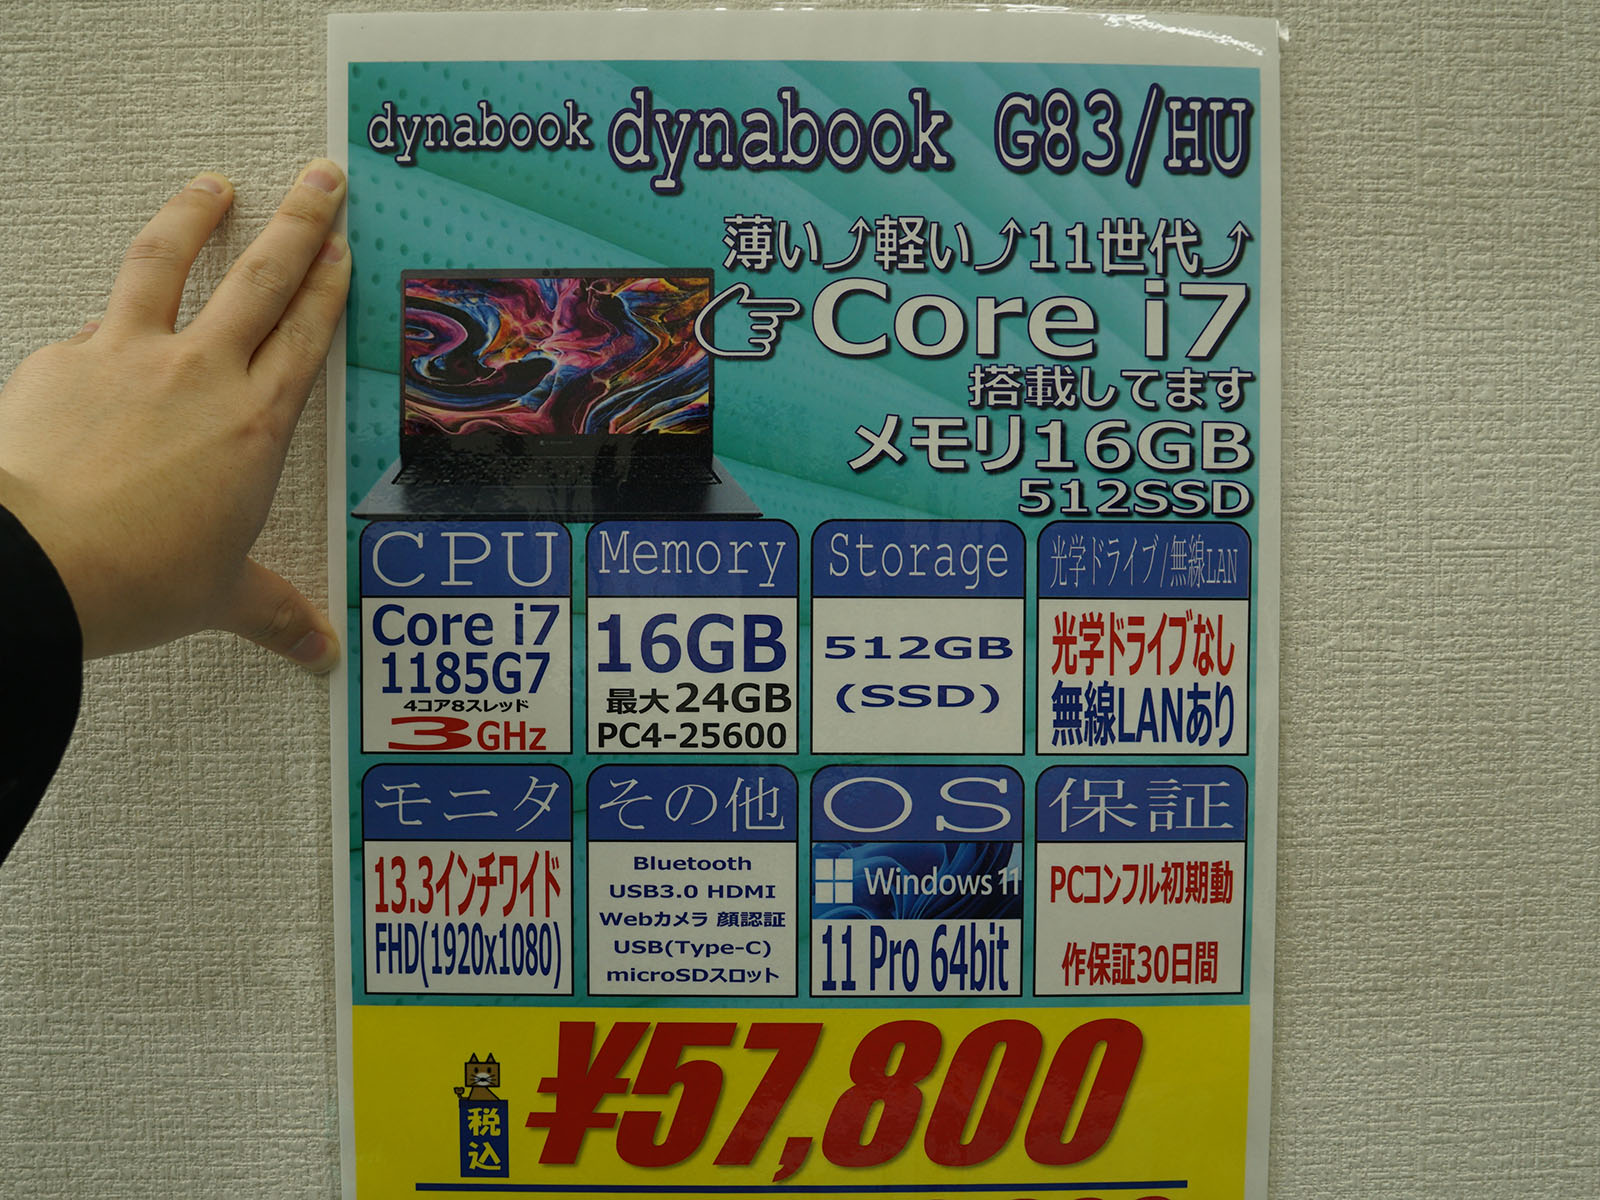 dynabook dynabook G83/HU
薄い⤴軽い⤴11世代⤴
Core i7
搭載してます
メモリ16GB
512SSD
CPU
Core i7
1185G7
4コア8スレッド
3GHz
Memory
16GB
最大24GB
PC4-25600
Storage
512GB
(SSD)
光学ドライブ/無線LAN
光学ドライブなし
無線LANあり
モニタ
13.3インチワイド
FHD(1920x1080)
その他
Bluetooth
USB3.0 HDMI
Webカメラ 顔認証
USB(Type-C)
microSDスロット
OS
Windows 11
11 Pro 64bit
保証
PCコンフル初期動
作保証30日間
税込
¥57,800